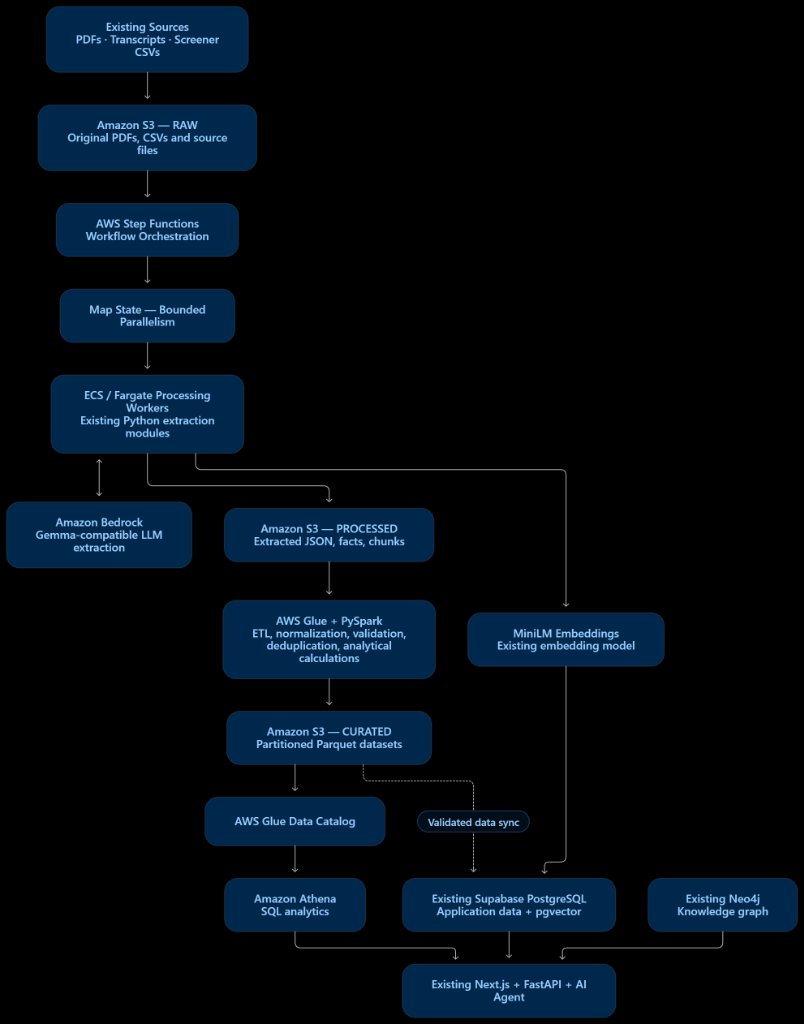 Existing Sources
PDFs · Transcripts · Screener
CSVs
Amazon S3 — RAW
Original PDFs, CSVs and source
files
AWS Step Functions
Workflow Orchestration
Map State — Bounded
Parallelism
ECS / Fargate Processing
Workers
Existing Python extraction
modules
Amazon Bedrock
Gemma-compatible LLM
extraction
Amazon S3 — PROCESSED
Extracted JSON, facts, chunks
AWS Glue + PySpark
ETL, normalization, validation,
deduplication, analytical
calculations
MiniLM Embeddings
Existing embedding model
Amazon S3 — CURATED
Partitioned Parquet datasets
AWS Glue Data Catalog
Validated data sync
Amazon Athena
SQL analytics
Existing Supabase PostgreSQL
Application data + pgvector
Existing Neo4j
Knowledge graph
Existing Next.js + FastAPI + AI
Agent